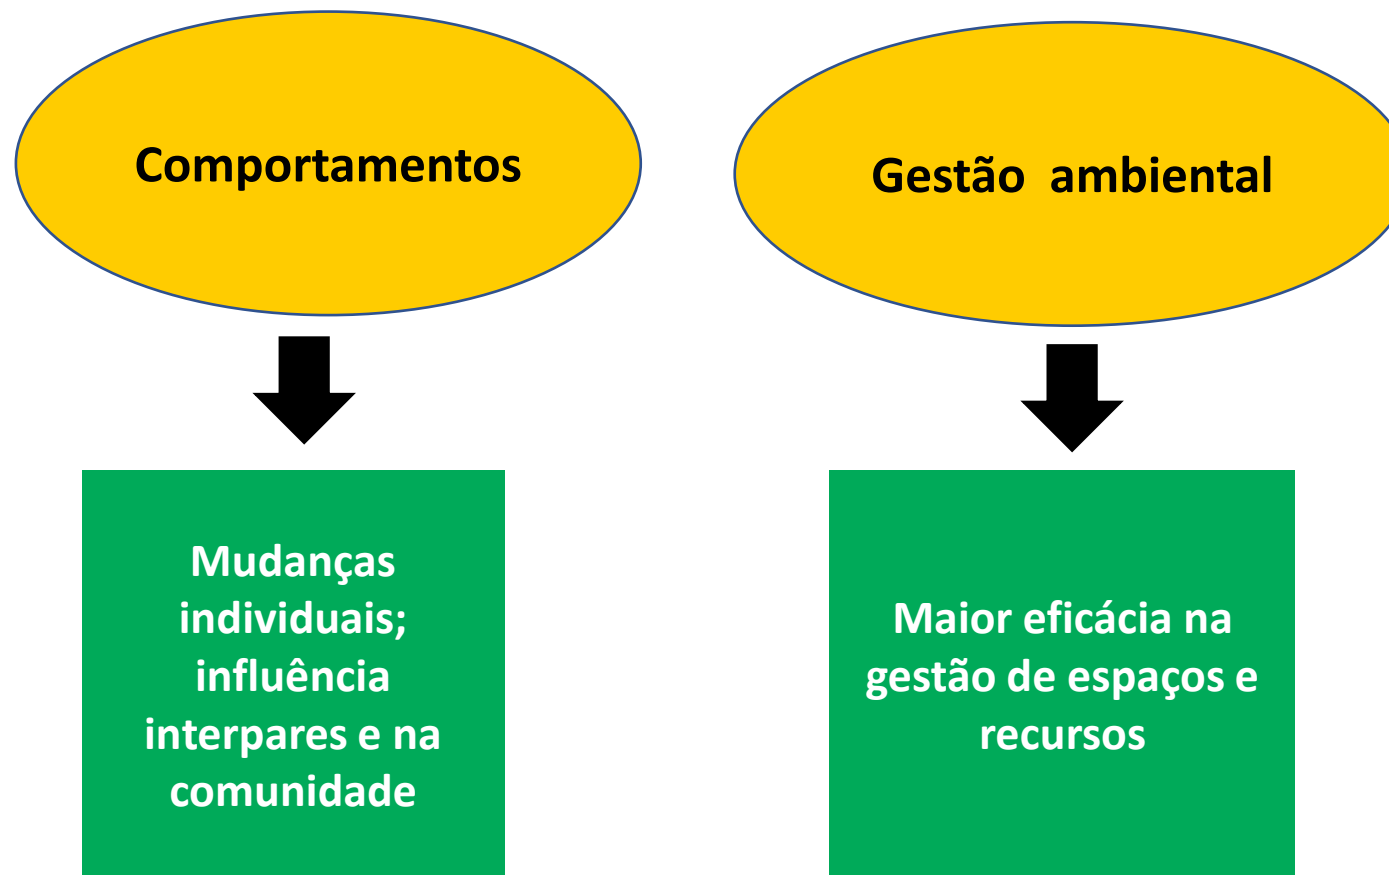 Comportamentos
Gestão ambiental
Mudanças
individuais;
influência
interpares e na
comunidade
Maior eficácia na
gestão de espaços e
recursos